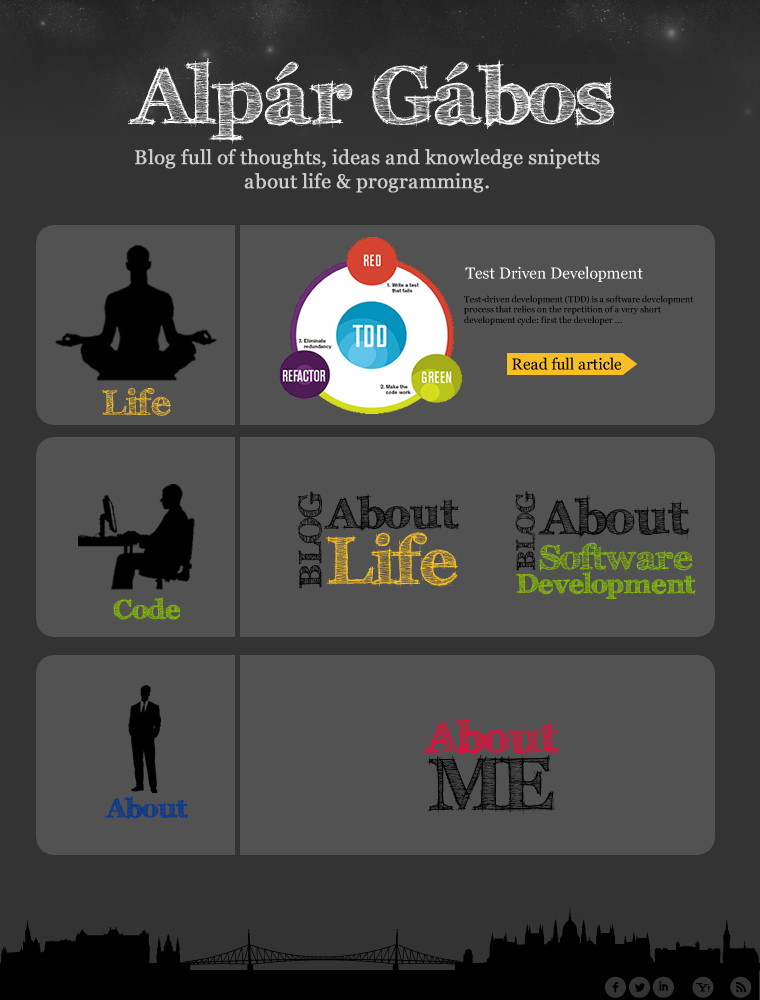 Alpár Gábos
Blog full of thoughts, ideas and knowledge snipetts
about life & programming.
Life
RED
1. Write a test
that fails
TDD
3. Eliminate
redundancy
REFACTOR
GREEN
2. Make the
code work
Test Driven Development
Test-driven development (TDD) is a software development
process that relies on the repetition of a very short
development cycle: first the developer ...
Read full article
Code
BLOG
About
Life
BLOG
About
Software
Development
About
About
ME